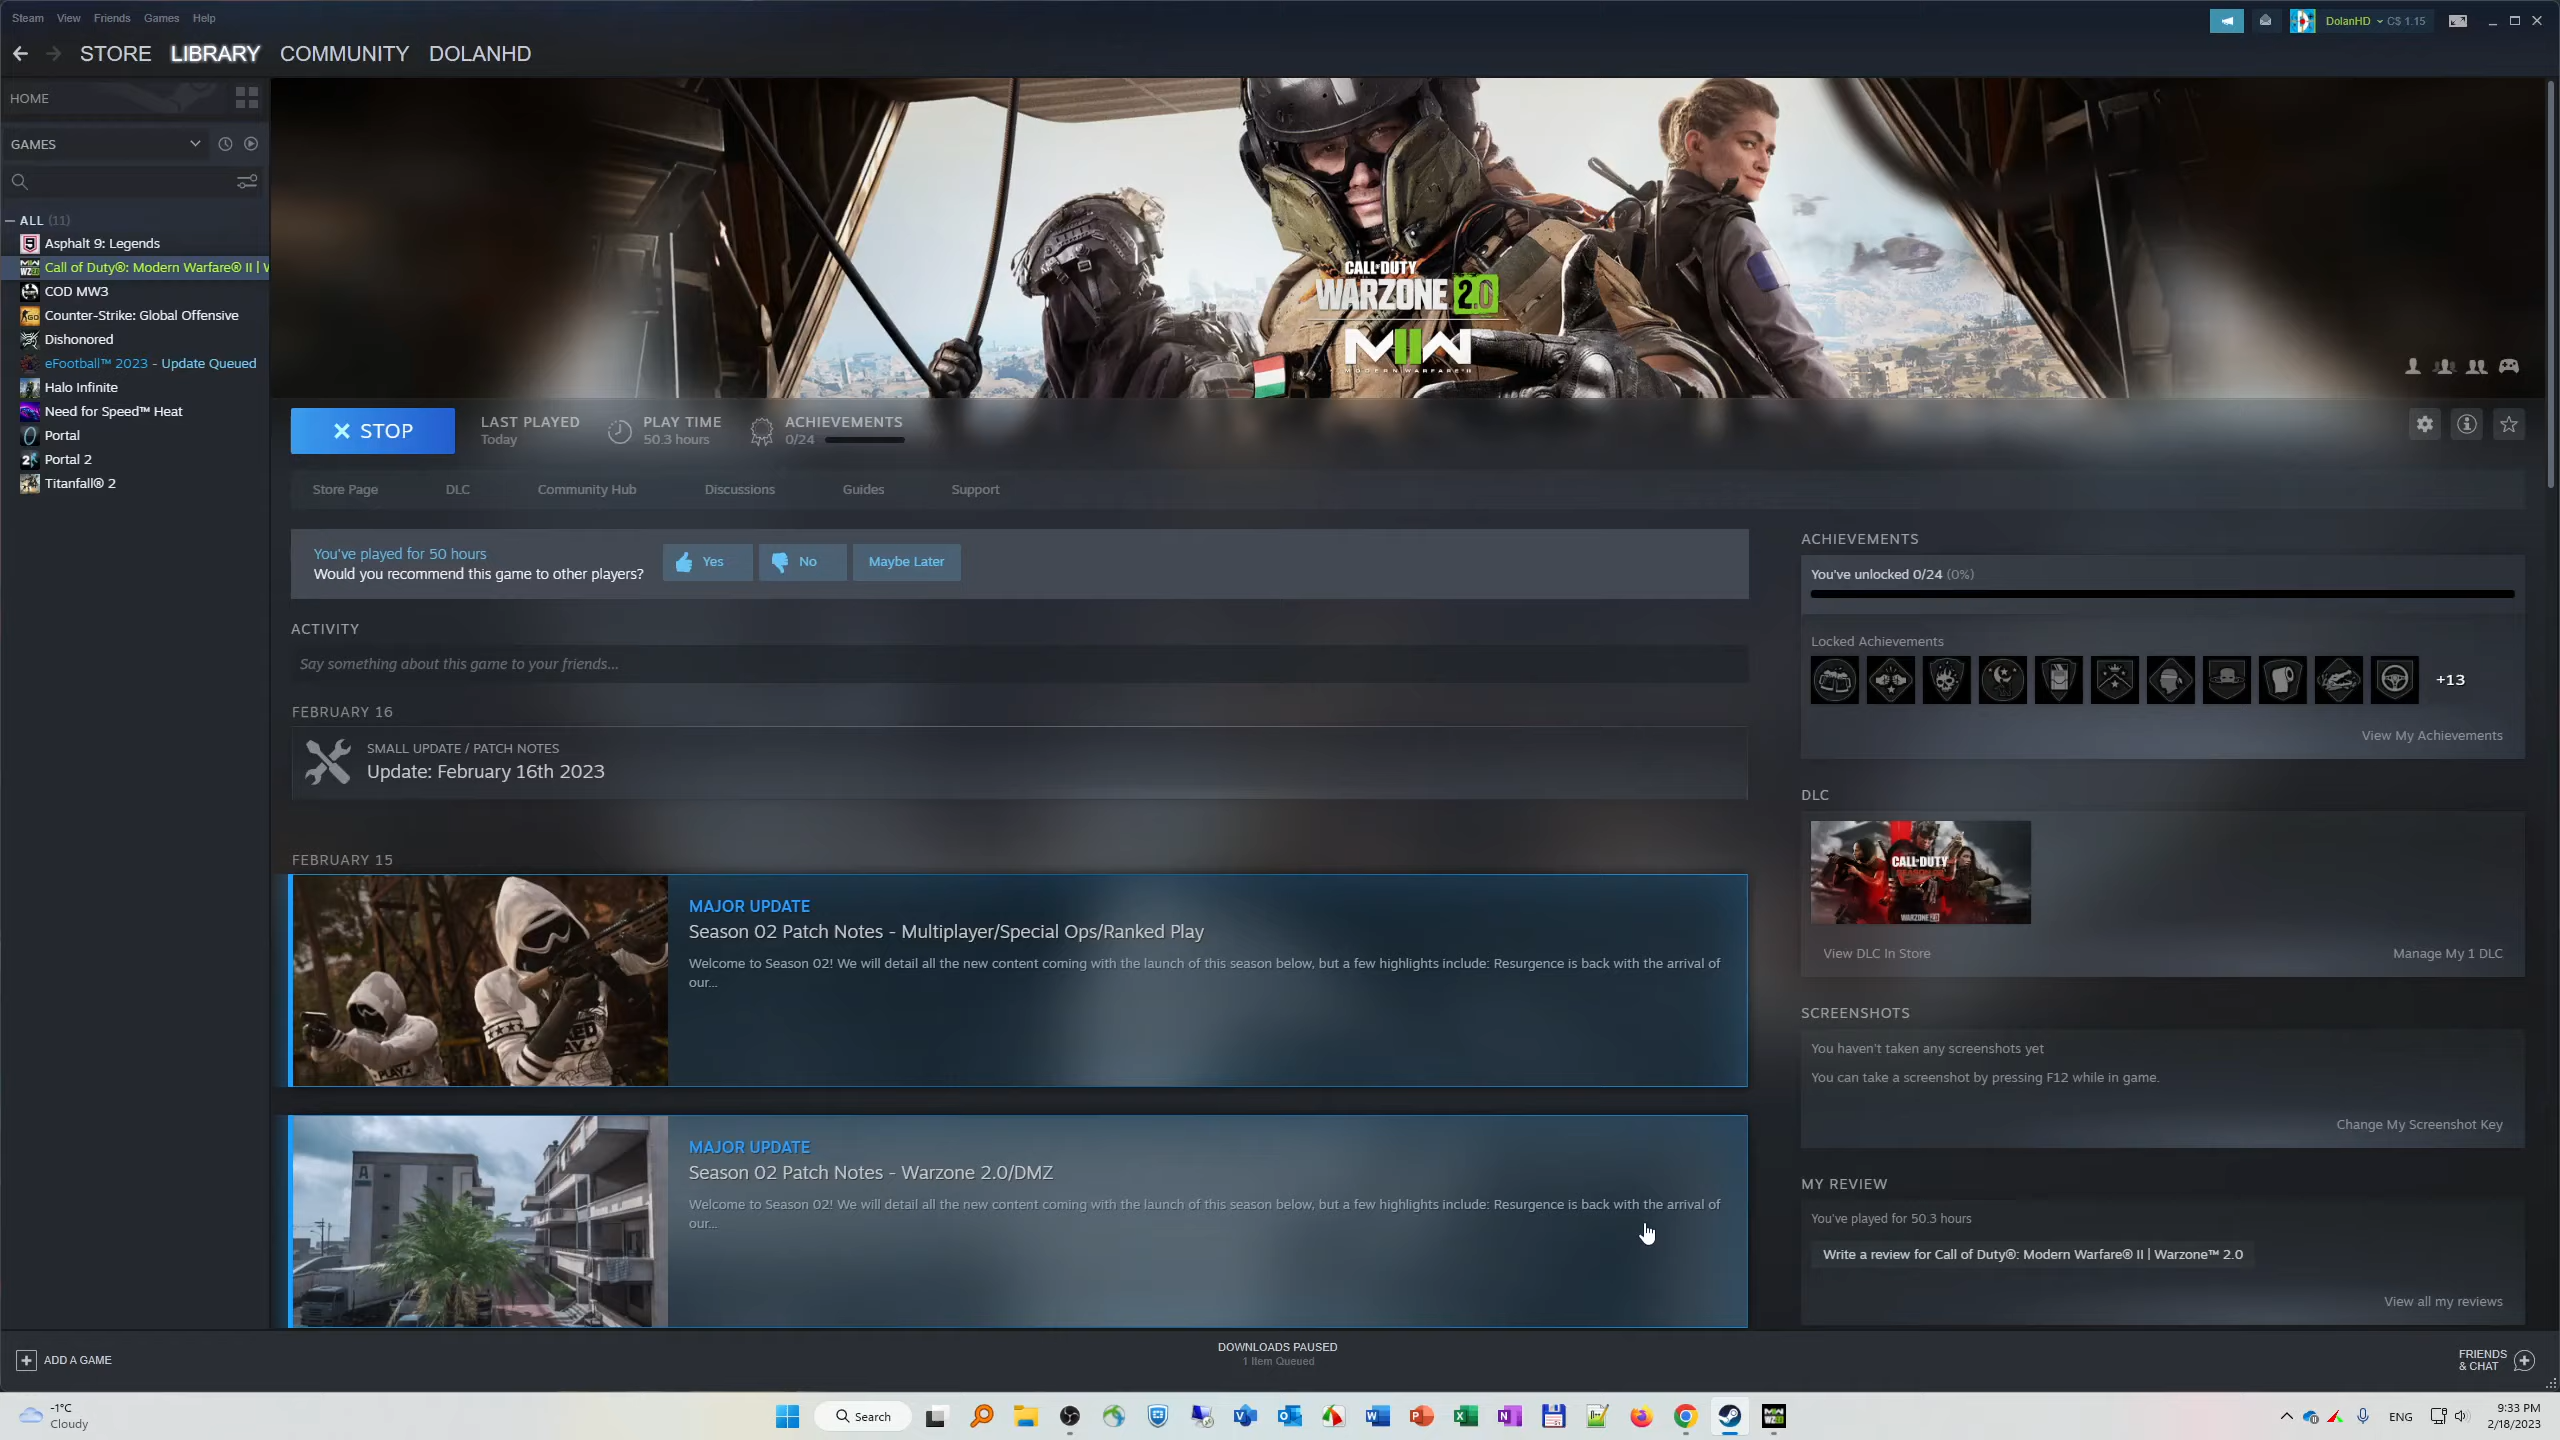 Steam View Friends Games Help
DolanHD C$ 1.15
STORE LIBRARY COMMUNITY DOLANHD
HOME
GAMES
ALL (11)
Asphalt 9: Legends
Call of Duty®: Modern Warfare® II | W
COD MW3
Counter-Strike: Global Offensive
Dishonored
eFootball™ 2023 - Update Queued
Halo Infinite
Need for Speed™ Heat
Portal
Portal 2
Titanfall® 2
CALL OF DUTY
WARZONE 2.0
MWII
MODERN WARFARE II
STOP
LAST PLAYED
Today
PLAY TIME
50.3 hours
ACHIEVEMENTS
0/24
Store Page DLC Community Hub Discussions Guides Support
You've played for 50 hours
Would you recommend this game to other players?
Yes No Maybe Later
ACTIVITY
Say something about this game to your friends...
FEBRUARY 16
SMALL UPDATE / PATCH NOTES
Update: February 16th 2023
FEBRUARY 15
MAJOR UPDATE
Season 02 Patch Notes - Multiplayer/Special Ops/Ranked Play
Welcome to Season 02! We will detail all the new content coming with the launch of this season below, but a few highlights include: Resurgence is back with the arrival of
our...
MAJOR UPDATE
Season 02 Patch Notes - Warzone 2.0/DMZ
Welcome to Season 02! We will detail all the new content coming with the launch of this season below, but a few highlights include: Resurgence is back with the arrival of
our...
ACHIEVEMENTS
You've unlocked 0/24 (0%)
Locked Achievements
+13
View My Achievements
DLC
CALL OF DUTY
WARZONE 2.0
View DLC In Store
Manage My 1 DLC
SCREENSHOTS
You haven't taken any screenshots yet
You can take a screenshot by pressing F12 while in game.
Change My Screenshot Key
MY REVIEW
You've played for 50.3 hours
Write a review for Call of Duty®: Modern Warfare® II | Warzone™ 2.0
View all my reviews
ADD A GAME
DOWNLOADS PAUSED
1 Item Queued
FRIENDS
& CHAT
-1°C
Cloudy
Search
ENG
9:33 PM
2/18/2023